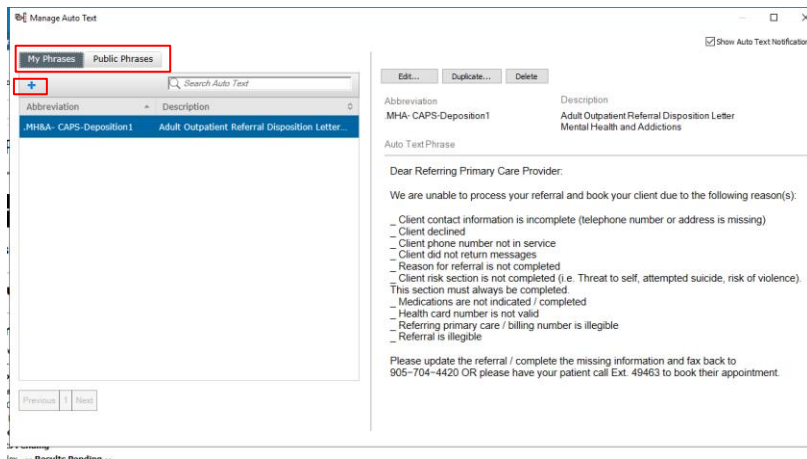 Manage Auto Text
Show Auto Text Notification
My Phrases Public Phrases
Search Auto Text
Edit... Duplicate... Delete
Abbreviation Description
.MH&A- CAPS-Deposition1 Adult Outpatient Referral Disposition Letter...
Abbreviation Description
.MHA- CAPS-Deposition1 Adult Outpatient Referral Disposition Letter
Mental Health and Addictions
Auto Text Phrase
Dear Referring Primary Care Provider:
We are unable to process your referral and book your client due to the following reason(s):
_ Client contact information is incomplete (telephone number or address is missing)
_ Client declined
_ Client phone number not in service
_ Client did not return messages
_ Reason for referral is not completed
_ Client risk section is not completed (i.e. Threat to self, attempted suicide, risk of violence).
This section must always be completed.
_ Medications are not indicated / completed
_ Health card number is not valid
_ Referring primary care / billing number is illegible
_ Referral is illegible
Please update the referral / complete the missing information and fax back to
905-704-4420 OR please have your patient call Ext. 49463 to book their appointment.
Previous 1 Next
Results Pending